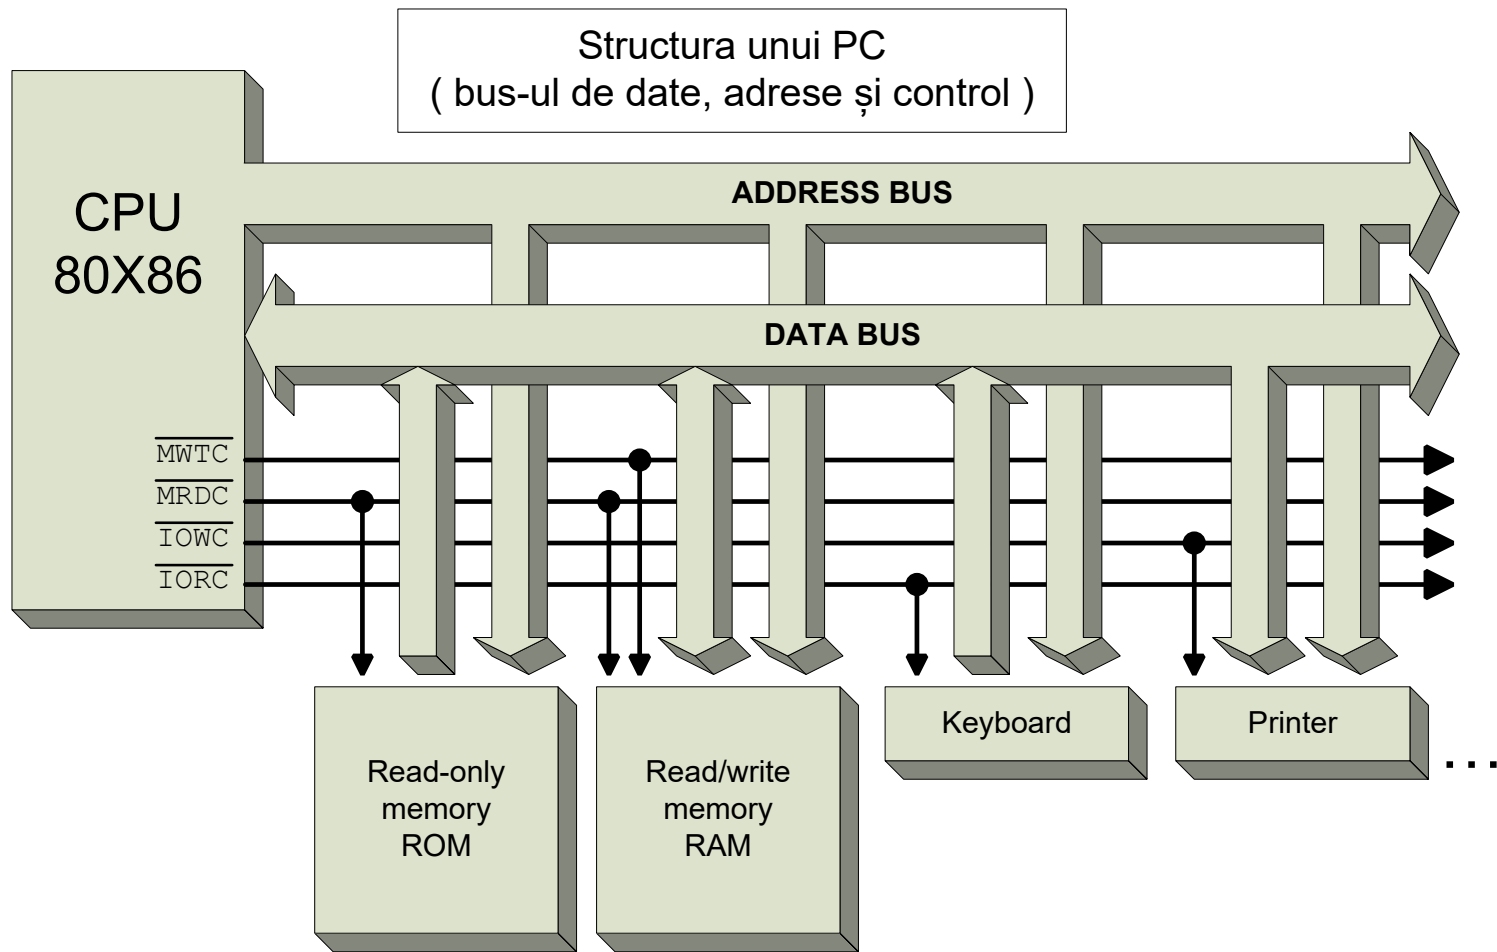 Structura unui PC
( bus-ul de date, adrese și control )
CPU
80X86
ADDRESS BUS
DATA BUS
MWTC
MRDC
IOWC
IORC
Read-only
memory
ROM
Read/write
memory
RAM
Keyboard
Printer
...